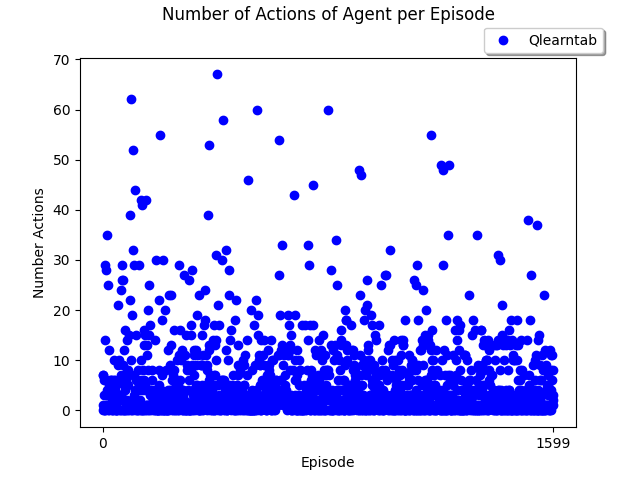 Number of Actions of Agent per Episode
Qlearntab
70
60
50
40
30
20
10
0
Number Actions
0 1599
Episode